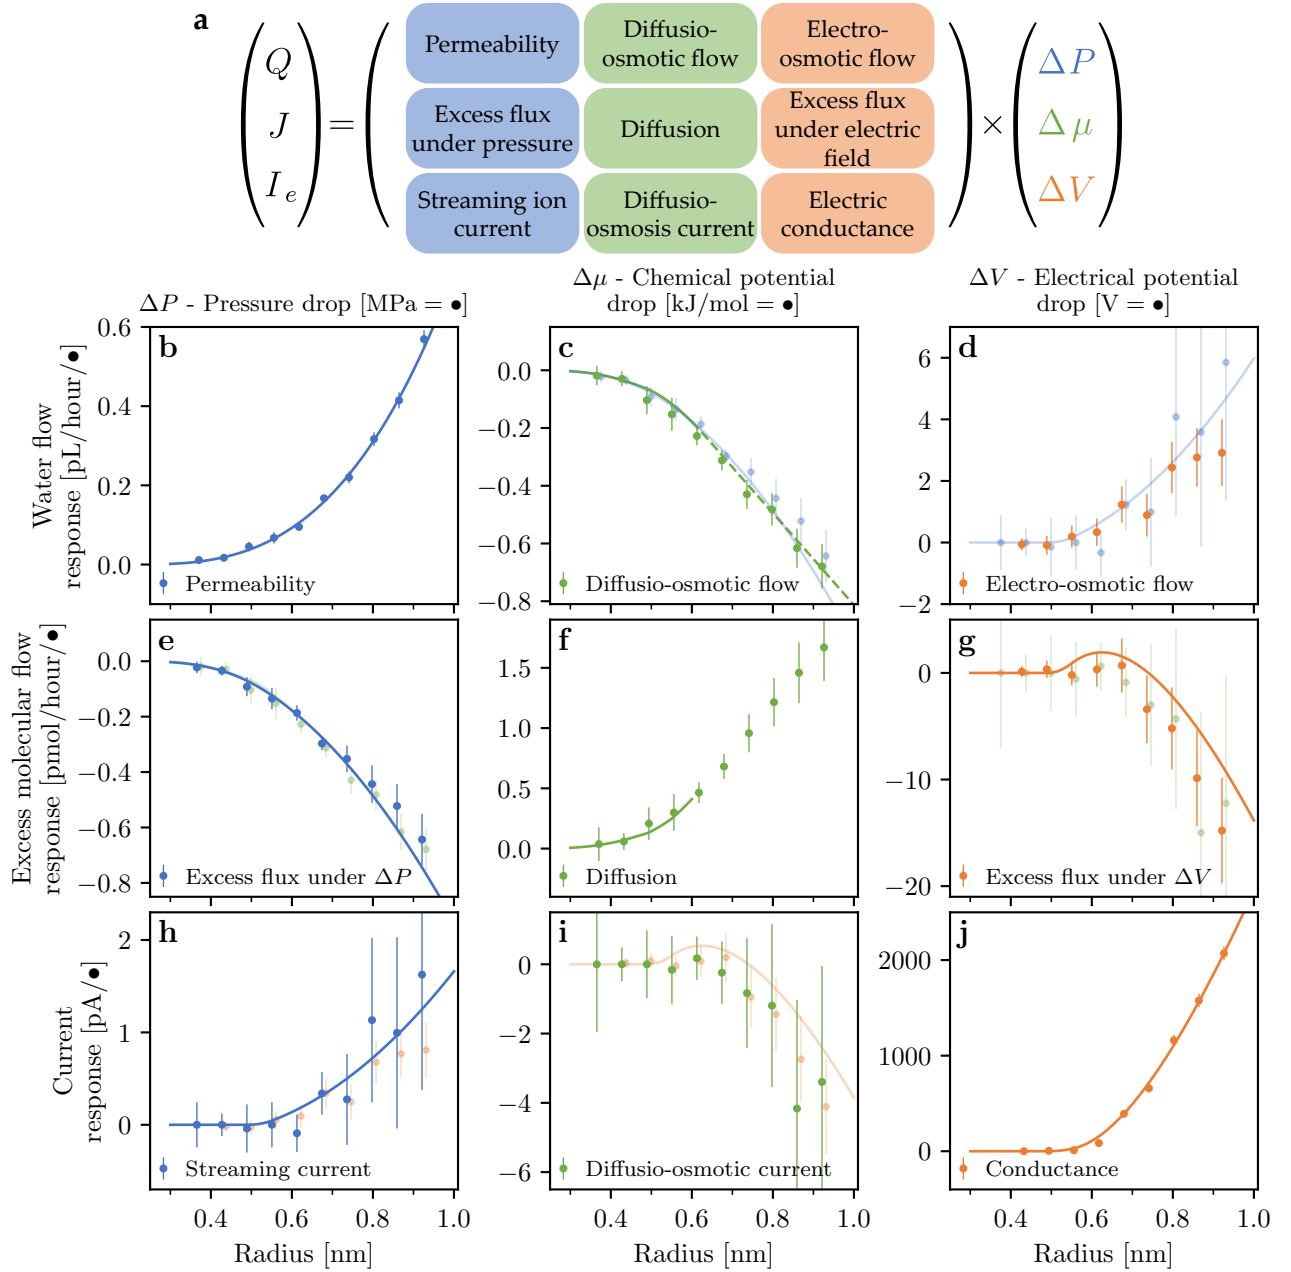 a
Q
J
I e
=
Permeability
Diffusio-
osmotic flow
Electro-
osmotic flow
Excess flux
under pressure
Diffusion
Excess flux
under electric
field
Streaming ion
current
Diffusio-
osmosis current
Electric
conductance
×
ΔP
Δμ
ΔV
ΔP - Pressure drop [MPa = •]
Δμ - Chemical potential
drop [kJ/mol = •]
ΔV - Electrical potential
drop [V = •]
Water flow
response [pL/hour/•]
b
0.6
0.4
0.2
0.0
Permeability
c
0.0
−0.2
−0.4
−0.6
−0.8
Diffusio-osmotic flow
d
6
4
2
0
−2
Electro-osmotic flow
Excess molecular flow
response [pmol/hour/•]
e
0.0
−0.2
−0.4
−0.6
−0.8
Excess flux under ΔP
f
1.5
1.0
0.5
0.0
Diffusion
g
0
−10
−20
Excess flux under ΔV
Current
response [pA/•]
h
2
1
0
Streaming current
0.4 0.6 0.8 1.0
Radius [nm]
i
0
−2
−4
−6
Diffusio-osmotic current
0.4 0.6 0.8 1.0
Radius [nm]
j
2000
1000
0
Conductance
0.4 0.6 0.8 1.0
Radius [nm]